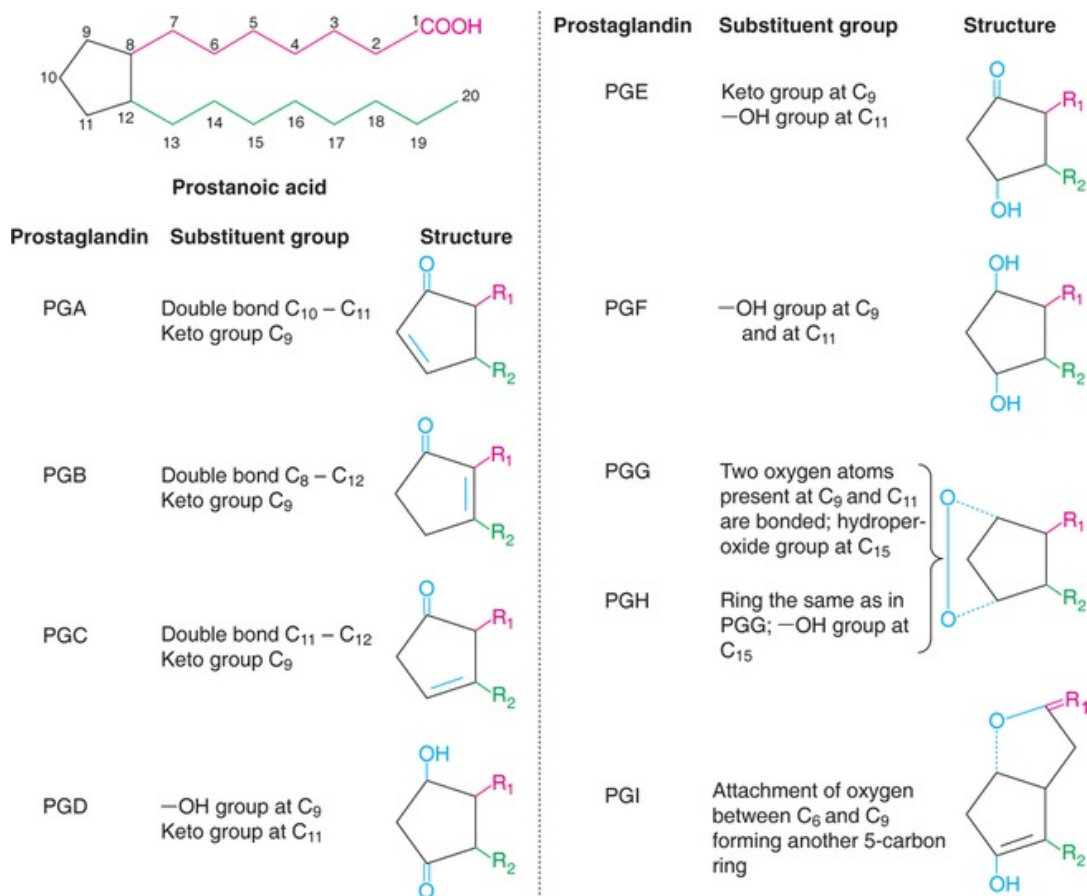 1
COOH
2
3
4
5
6
7
8
9
10
11
12
13
14
15
16
17
18
19
20
Prostanoic acid
Prostaglandin Substituent group Structure
PGA
Double bond C10 – C11
Keto group C9
O
R1
R2
PGB
Double bond C8 – C12
Keto group C9
O
R1
R2
PGC
Double bond C11 – C12
Keto group C9
O
R1
R2
PGD
—OH group at C9
Keto group at C11
OH
R1
R2
O
Prostaglandin Substituent group Structure
PGE
Keto group at C9
—OH group at C11
O
R1
R2
OH
PGF
—OH group at C9
and at C11
OH
R1
R2
OH
PGG
Two oxygen atoms
present at C9 and C11
are bonded; hydroper-
oxide group at C15
PGH
Ring the same as in
PGG; —OH group at
C15
O
R1
R2
O
PGI
Attachment of oxygen
between C6 and C9
forming another 5-carbon
ring
O
R1
R2
OH